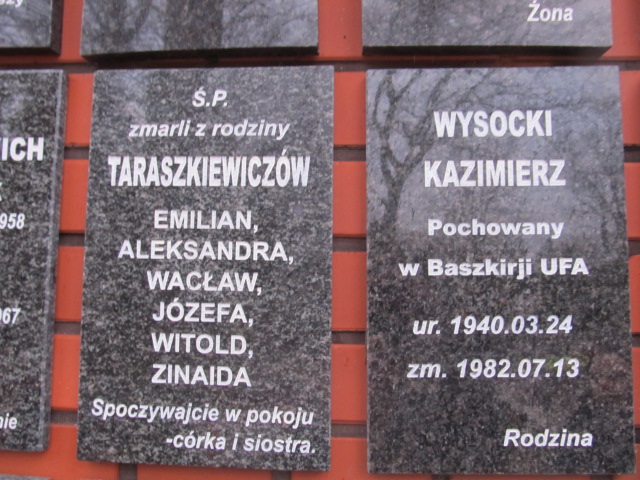 Żona
Ś.P.
zmarli z rodziny
TARASZKIEWICZÓW
EMILIAN,
ALEKSANDRA,
WACŁAW,
JÓZEFA,
WITOLD,
ZINAIDA
Spoczywajcie w pokoju
-córka i siostra.
WYSOCKI
KAZIMIERZ
Pochowany
w Baszkirji UFA
ur. 1940.03.24
zm. 1982.07.13
Rodzina